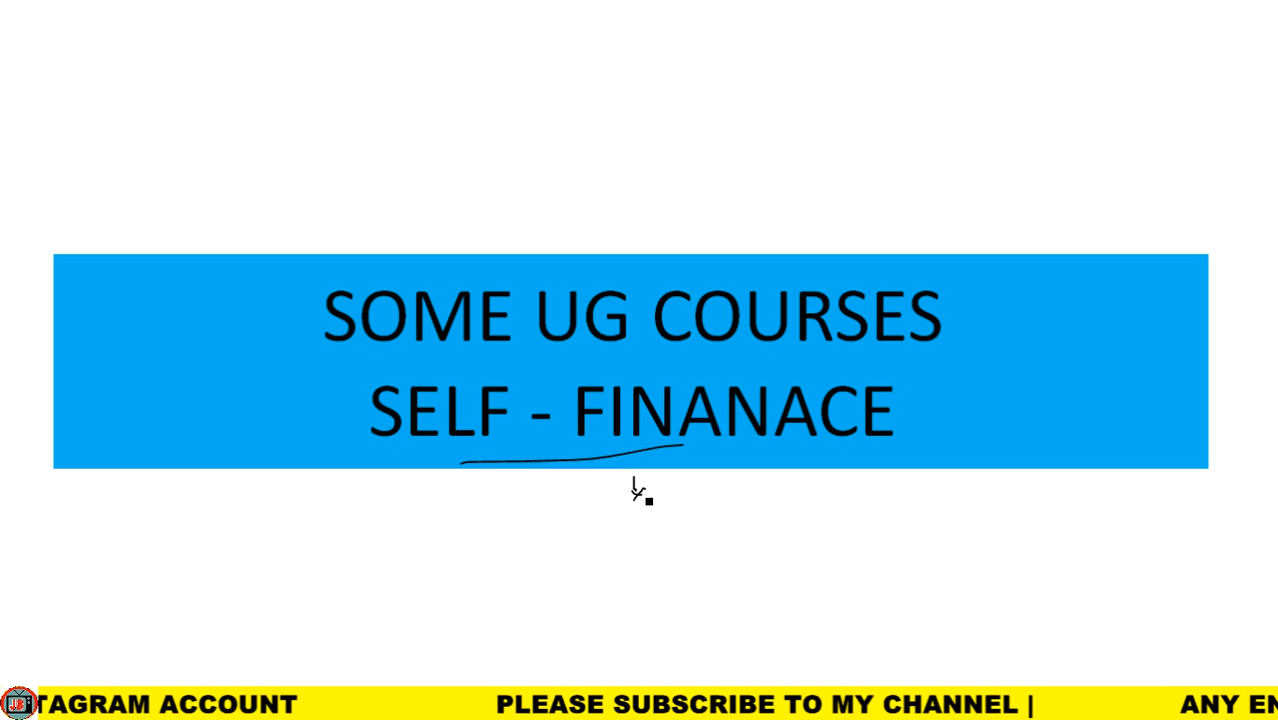 SOME UG COURSES
SELF - FINANACE
TAGRAM ACCOUNT PLEASE SUBSCRIBE TO MY CHANNEL | ANY EN